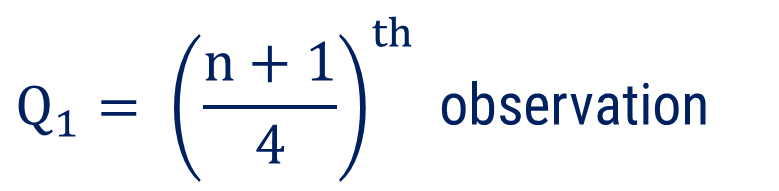 Q₁ = ((n + 1)/4)ᵗʰ observation